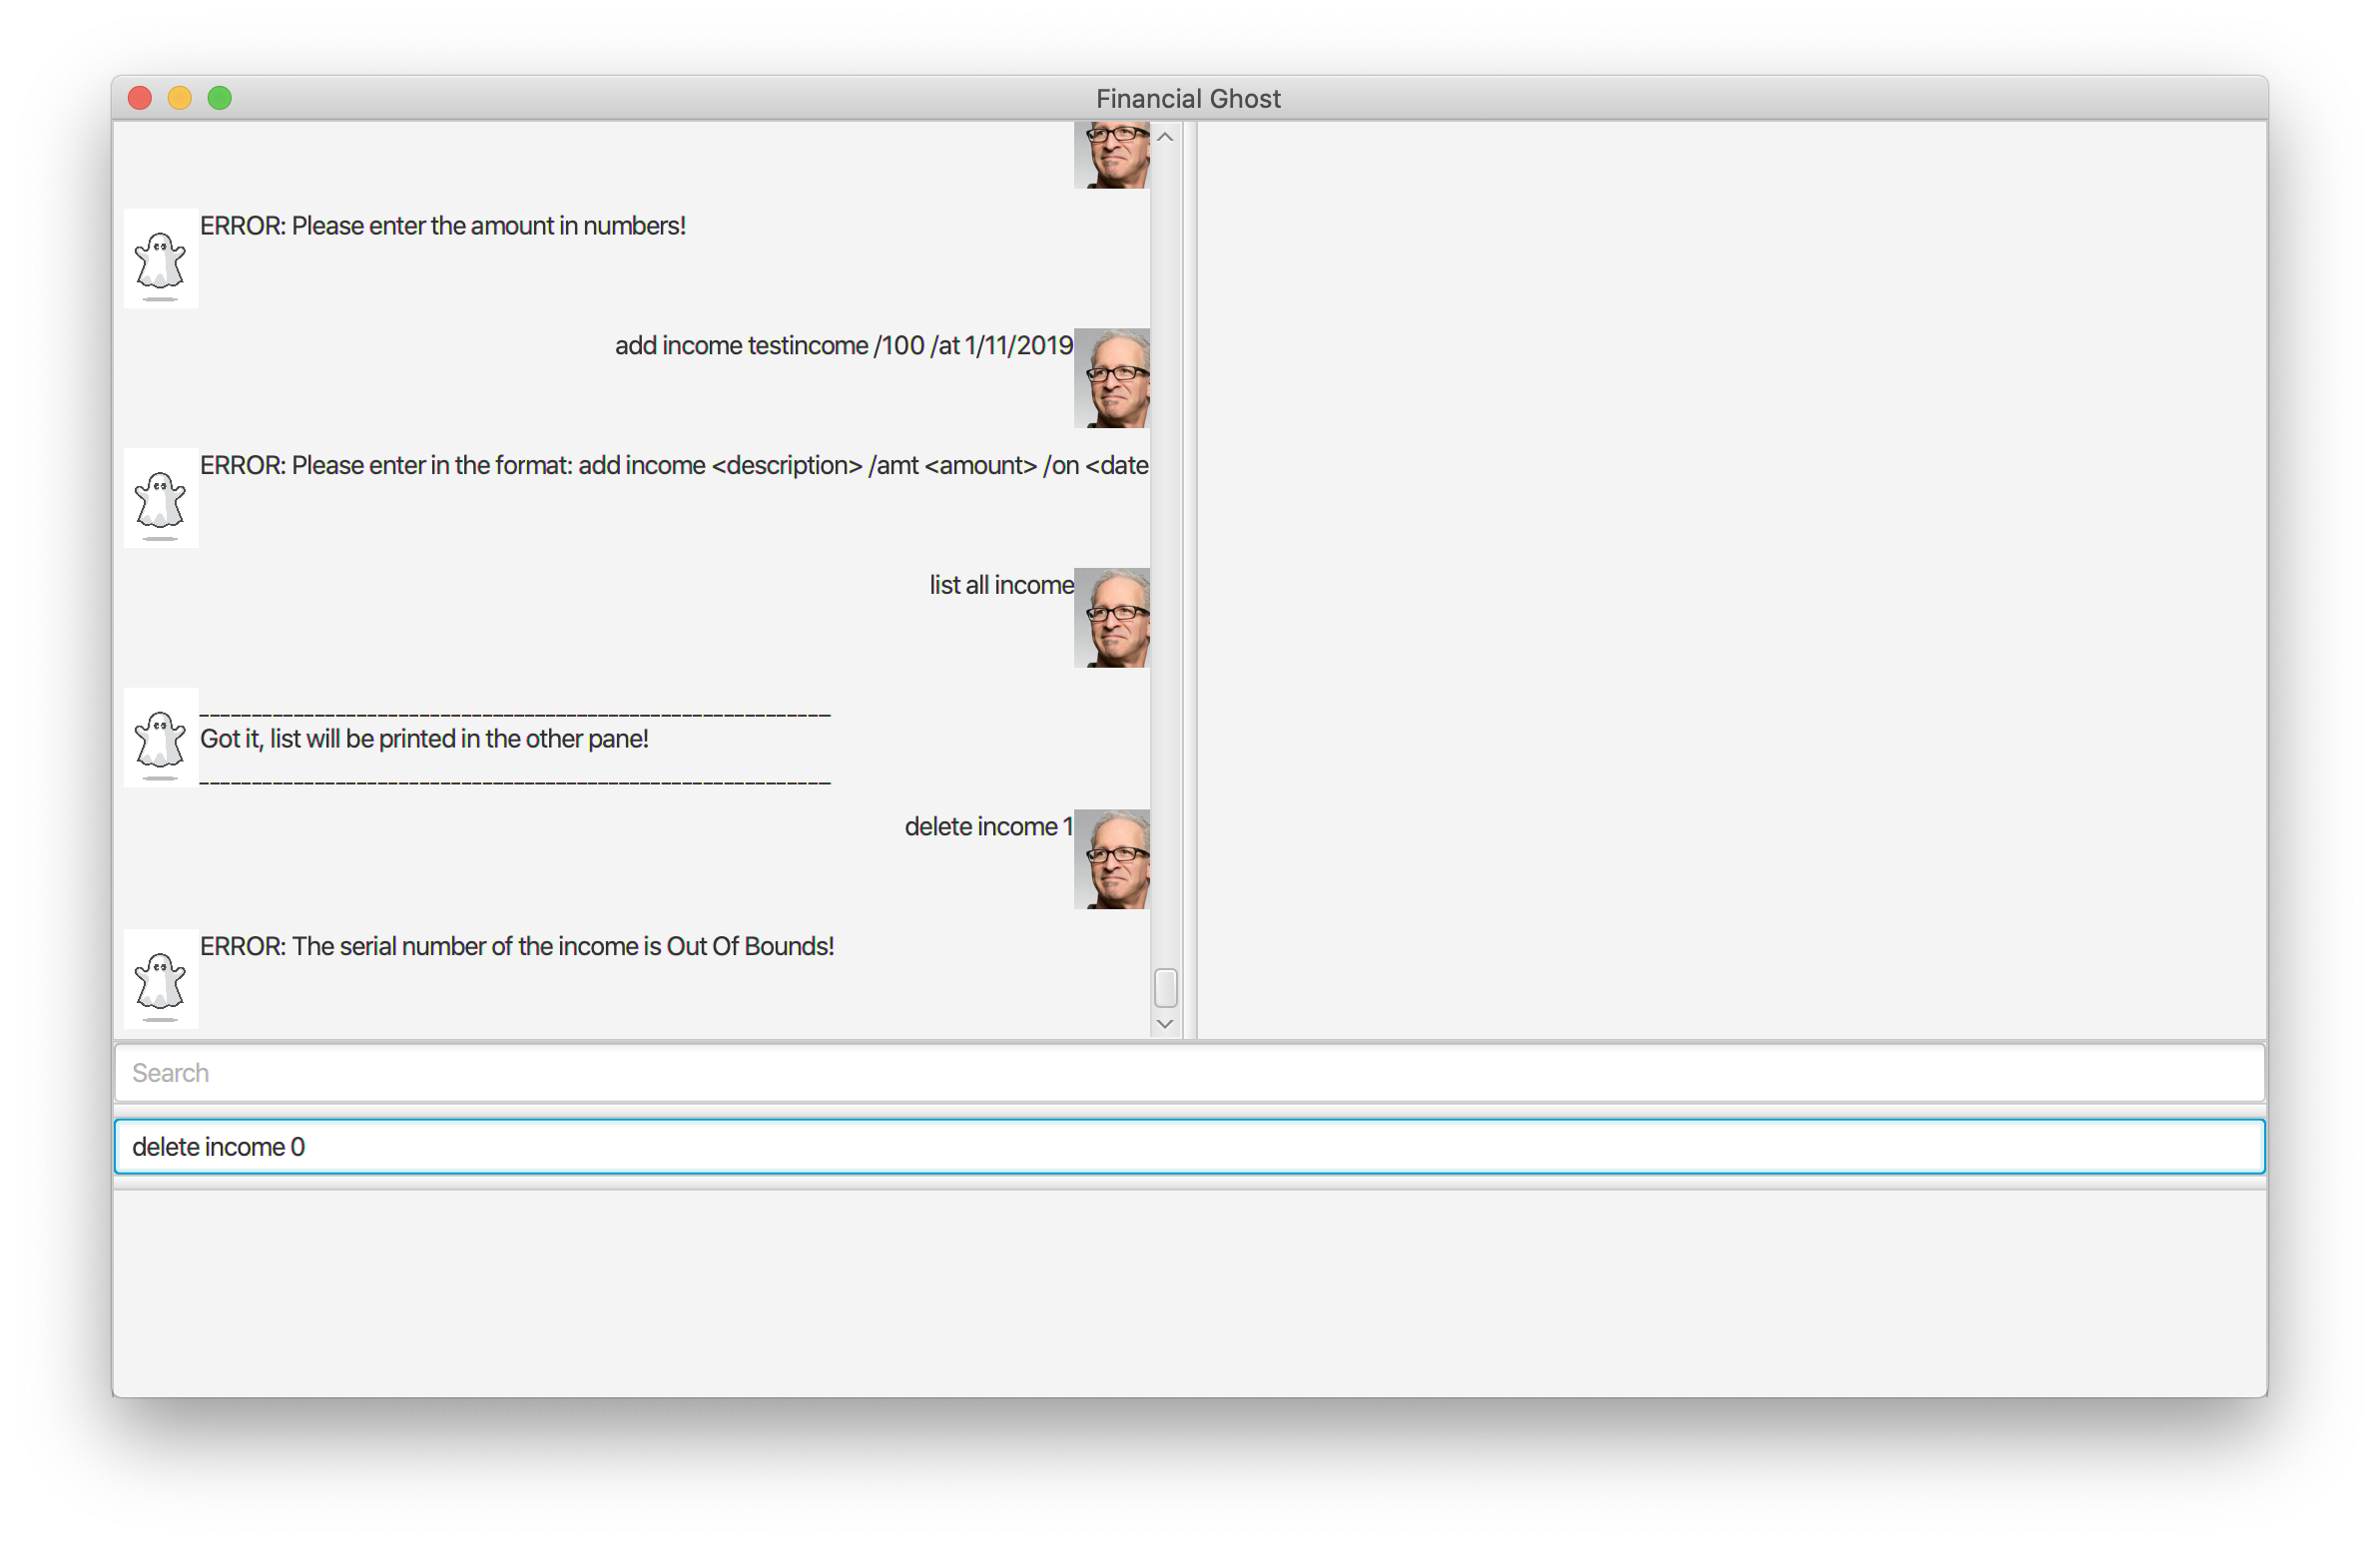 Financial Ghost
ERROR: Please enter the amount in numbers!
add income testincome /100 /at 1/11/2019
ERROR: Please enter in the format: add income <description> /amt <amount> /on <date
list all income
____________________________________________________________
Got it, list will be printed in the other pane!
____________________________________________________________
delete income 1
ERROR: The serial number of the income is Out Of Bounds!
Search
delete income 0